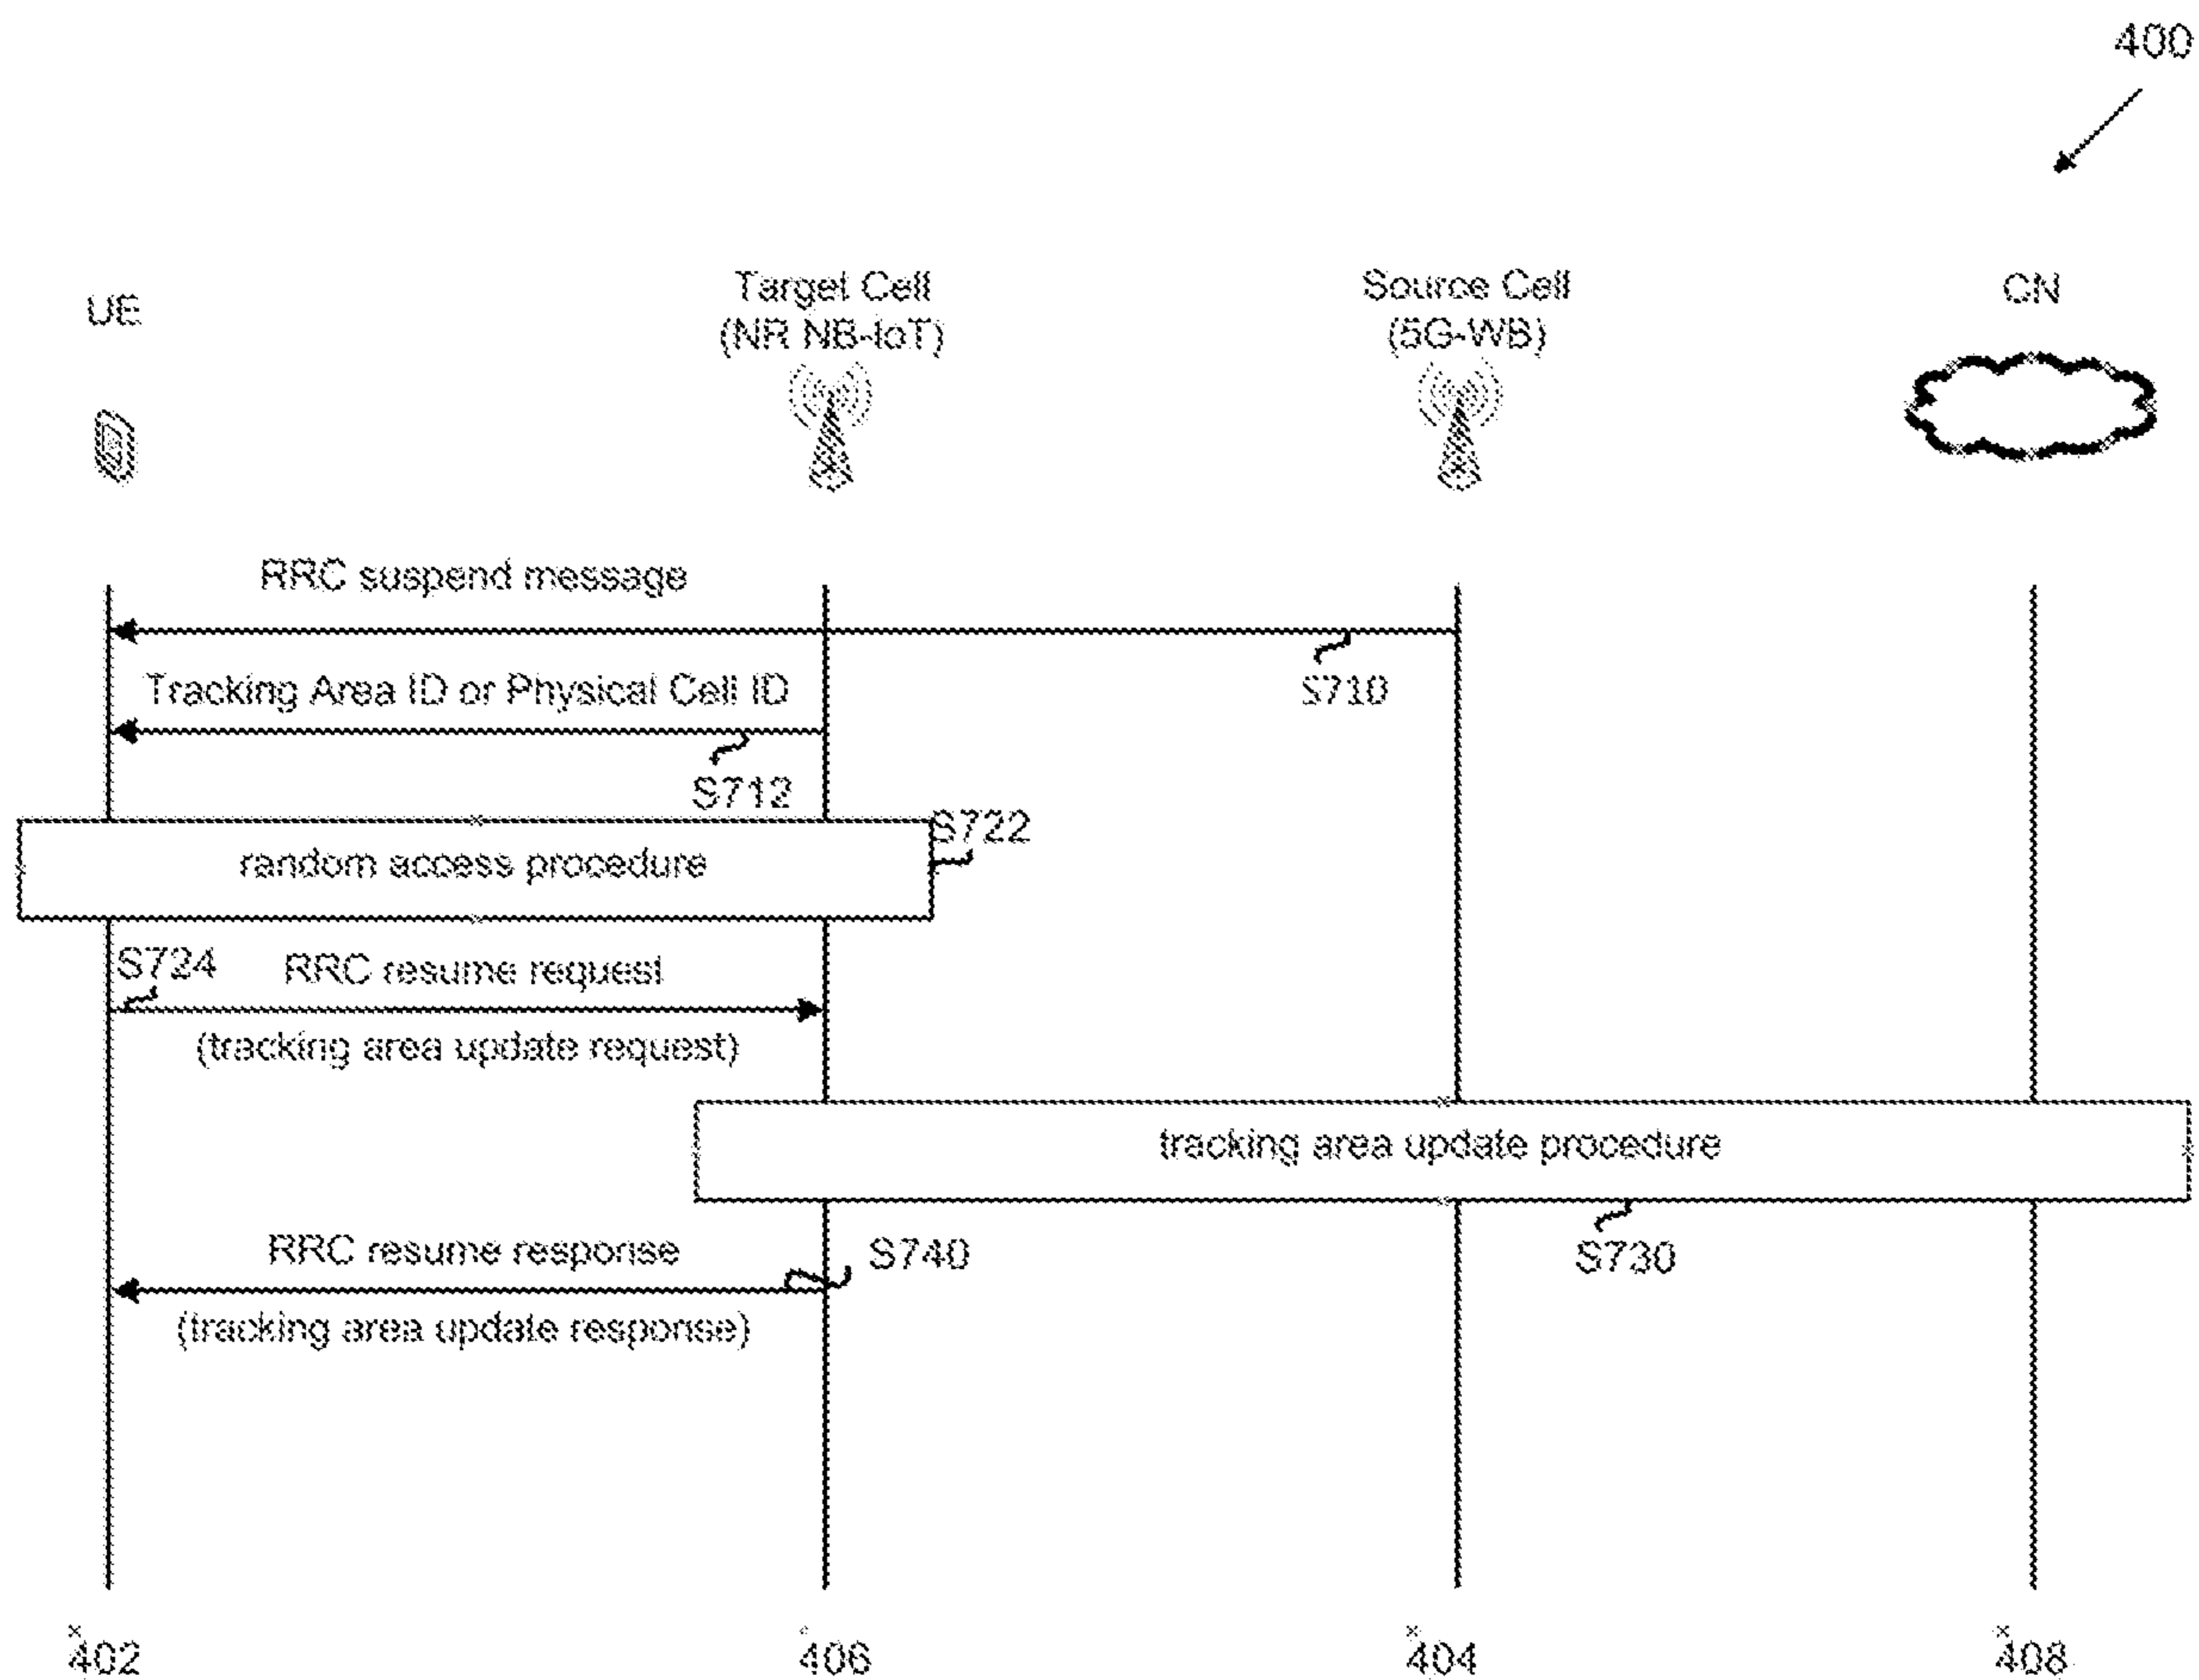 400
UE
Target Cell
(NR NB-IoT)
Source Cell
(5G-WB)
CN
RRC suspend message
S710
Tracking Area ID or Physical Cell ID
S712
S722
random access procedure
S724
RRC resume request
(tracking area update request)
tracking area update procedure
S730
RRC resume response
S740
(tracking area update response)
402
406
404
408